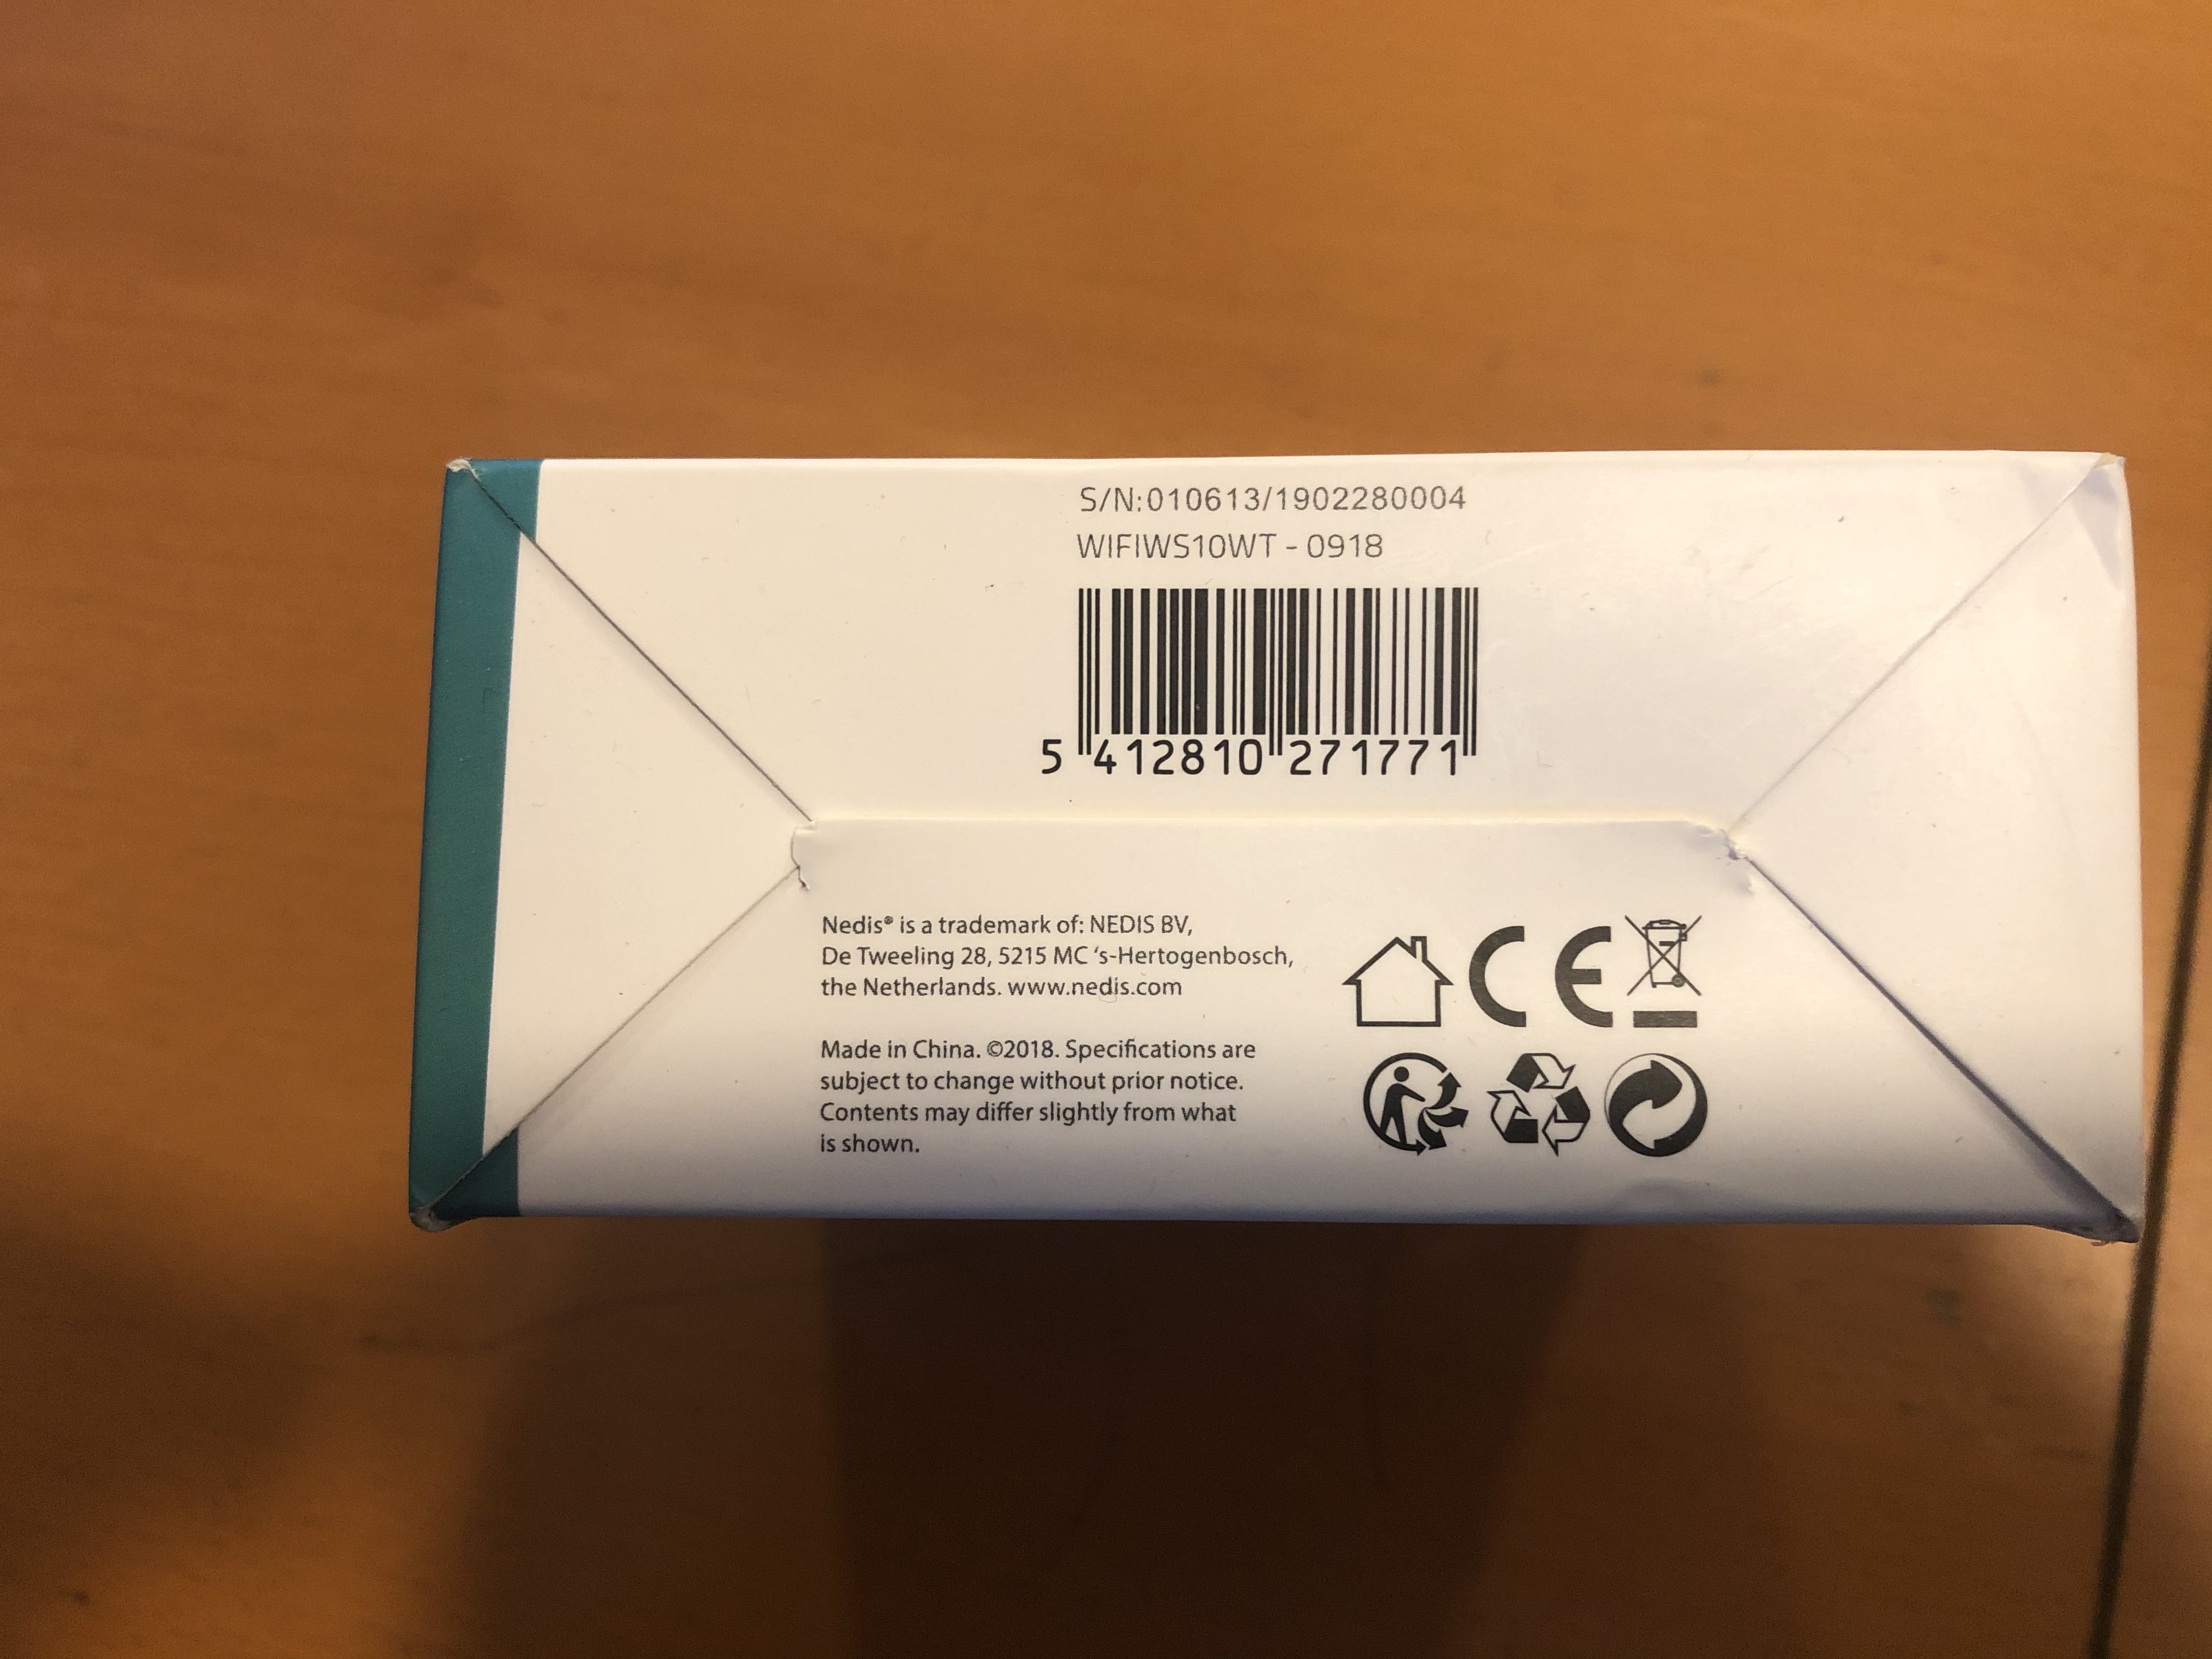 S/N:010613/1902280004
WIFIWS10WT - 0918
5 412810 271771
Nedis® is a trademark of: NEDIS BV,
De Tweeling 28, 5215 MC ‘s-Hertogenbosch,
the Netherlands. www.nedis.com
Made in China. ©2018. Specifications are
subject to change without prior notice.
Contents may differ slightly from what
is shown.
CE